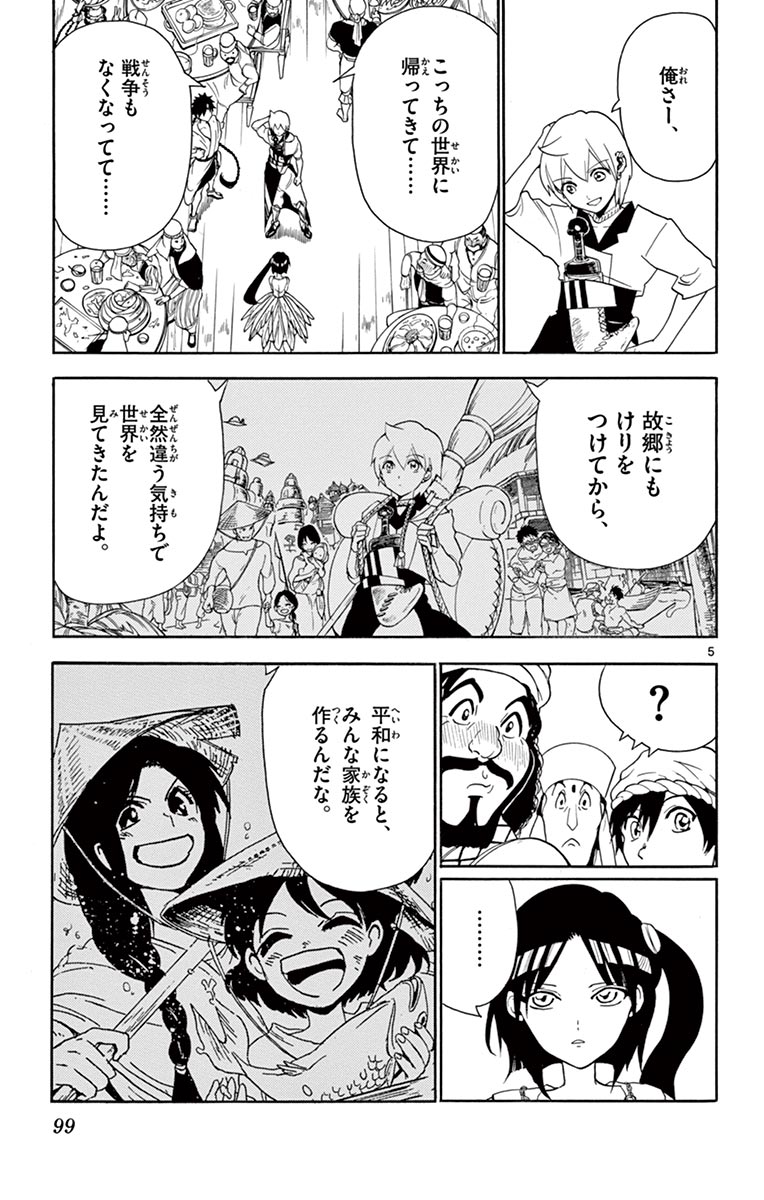 俺さー、
こっちの世界に
帰ってきて……
戦争も
なくなってて……
故郷にも
けりを
つけてから、
全然違う気持ちで
世界を
見てきたんだよ。
5
？
………
平和になると、
みんな家族を
作るんだな。
99